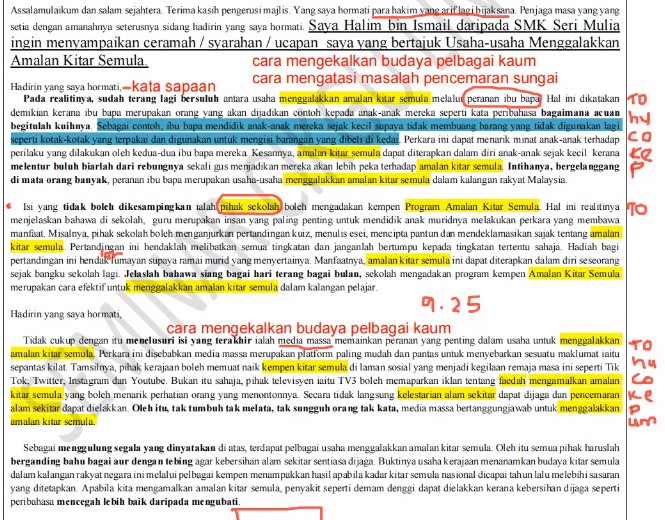 Assalamulaikum dan salam sejahtera. Terima kasih pengerusi majlis. Yang saya hormati para hakim yang arif lagi bijaksana. Penjaga masa yang yang
setia dengan amanahnya seterusnya sidang hadirin yang saya hormati. Saya Halim bin Ismail daripada SMK Seri Mulia
ingin menyampaikan ceramah / syarahan / ucapan saya yang bertajuk Usaha-usaha Menggalakkan
Amalan Kitar Semula.
cara mengekalkan budaya pelbagai kaum
cara mengatasi masalah pencemaran sungai
Hadirin yang saya hormati,
kata sapaan
Pada realitinya, sudah terang lagi bersuluh antara usaha menggalakkan amalan kitar semula melalui peranan ibu bapa. Hal ini dikatakan
demikian kerana ibu bapa merupakan orang yang akan dijadikan contoh kepada anak-anak mereka seperti kata peribahasa bagaimana acuan
begitulah kuihnya. Sebagai contoh, ibu bapa mendidik anak-anak mereka sejak kecil supaya tidak membuang barang yang tidak digunakan lagi
seperti kotak-kotak yang terpakai dan digunakan untuk mengisi barangan yang dibeli di kedai. Perkara ini dapat menarik minat anak-anak terhadap
perilaku yang dilakukan oleh kedua-dua ibu bapa mereka. Kesannya, amalan kitar semula dapat diterapkan dalam diri anak-anak sejak kecil kerana
melentur buluh biarlah dari rebungnya sekali gus menjadikan mereka akan lebih peka terhadap amalan kitar semula. Intihanya, bergelanggang
di mata orang banyak, peranan ibu bapa merupakan usaha-usaha menggalakkan amalan kitar semula dalam kalangan rakyat Malaysia.
Isi yang tidak boleh dikesampingkan ialah pihak sekolah boleh mengadakan kempen Program Amalan Kitar Semula. Hal ini realitinya
menjelaskan bahawa di sekolah, guru merupakan insan yang paling penting untuk mendidik anak muridnya melakukan perkara yang membawa
manfaat. Misalnya, pihak sekolah boleh menganjurkan pertandingan kuiz, menulis esei, mencipta pantun dan mendeklamasikan sajak tentang amalan
kitar semula. Pertandingan ini hendaklah melibatkan semua tingkatan dan janganlah bertumpu kepada tingkatan tertentu sahaja. Hadiah bagi
pertandingan ini hendak lumayan supaya ramai murid yang menyertainya. Manfaatnya, amalan kitar semula ini dapat diterapkan dalam diri seseorang
sejak bangku sekolah lagi. Jelaslah bahawa siang bagai hari terang bagai bulan, sekolah mengadakan program kempen Amalan Kitar Semula
merupakan cara efektif untuk menggalakkan amalan kitar semula dalam kalangan pelajar.
9.25
Hadirin yang saya hormati,
cara mengekalkan budaya pelbagai kaum
Tidak cukup dengan itu menelusuri isi yang terakhir ialah media massa memainkan peranan yang penting dalam usaha untuk menggalakkan
amalan kitar semula. Perkara ini disebabkan media massa merupakan platform paling mudah dan pantas untuk menyebarkan sesuatu maklumat iaitu
sepantas kilat. Tamsilnya, pihak kerajaan boleh memuat naik kempen kitar semula di laman sosial yang menjadi kegilaan remaja masa ini seperti Tik
Tok, Twitter, Instagram dan Youtube. Bukan itu sahaja, pihak televisyen iaitu TV3 boleh memaparkan iklan tentang faedah mengamalkan amalan
kitar semula yang boleh menarik perhatian orang yang menontonnya. Secara tidak langsung kelestarian alam sekitar dapat dijaga dan pencemaran
alam sekitar dapat dielakkan. Oleh itu, tak tumbuh tak melata, tak sungguh orang tak kata, media massa bertanggungjawab untuk menggalakkan
amalan kitar semula.
Sebagai menggulung segala yang dinyatakan di atas, terdapat pelbagai usaha menggalakkan amalan kitar semula. Oleh itu semua pihak haruslah
berganding bahu bagai aur dengan tebing agar kebersihan alam sekitar sentiasa dijaga. Buktinya usaha kerajaan menanamkan budaya kitar semula
dalam kalangan rakyat negara ini melalui pelbagai kempen menampakkan hasil apabila kadar kitar semula nasional dicapai tahun lalu melebihi sasaran
yang ditetapkan. Apabila kita mengamalkan amalan kitar semula, penyakit seperti demam denggi dapat dielakkan kerana kebersihan dijaga seperti
peribahasa mencegah lebih baik daripada mengubati.